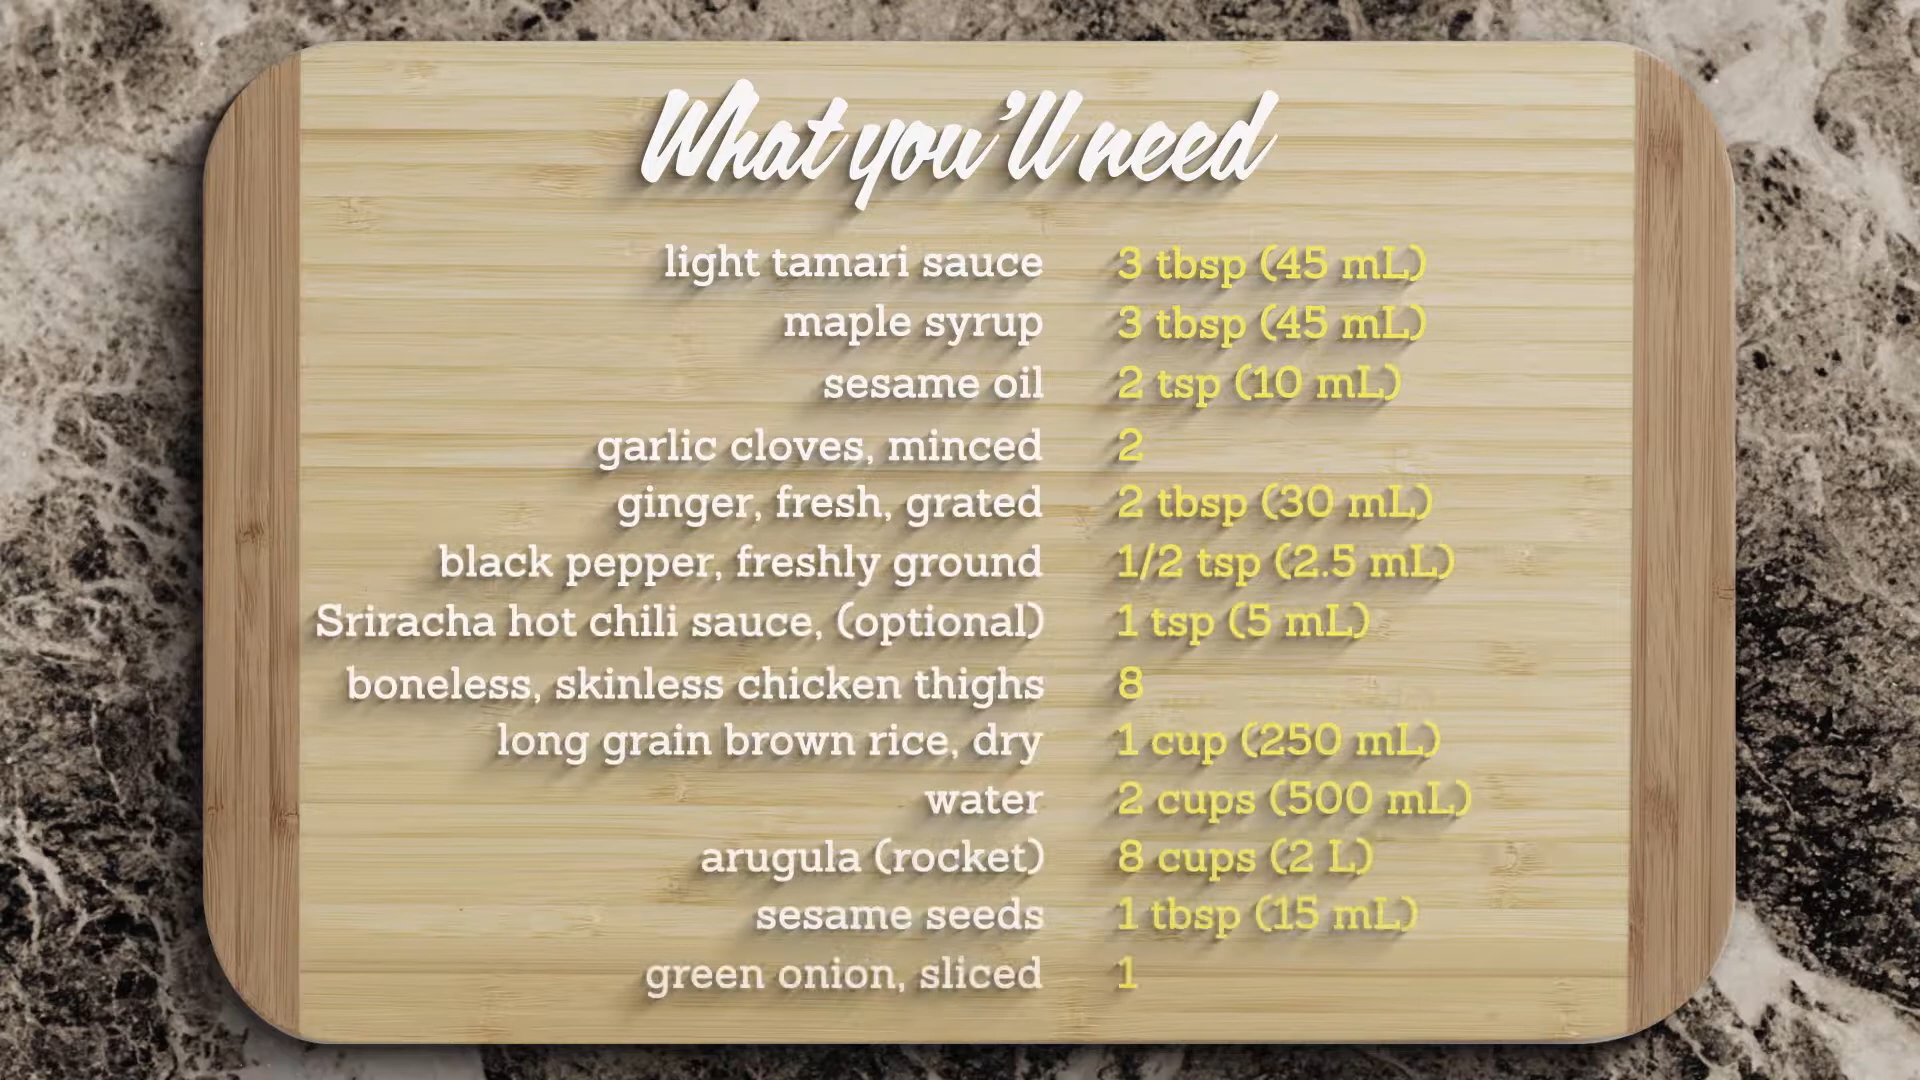 What you'll need
light tamari sauce 3 tbsp (45 mL)
maple syrup 3 tbsp (45 mL)
sesame oil 2 tsp (10 mL)
garlic cloves, minced 2
ginger, fresh, grated 2 tbsp (30 mL)
black pepper, freshly ground 1/2 tsp (2.5 mL)
Sriracha hot chili sauce, (optional) 1 tsp (5 mL)
boneless, skinless chicken thighs 8
long grain brown rice, dry 1 cup (250 mL)
water 2 cups (500 mL)
arugula (rocket) 8 cups (2 L)
sesame seeds 1 tbsp (15 mL)
green onion, sliced 1